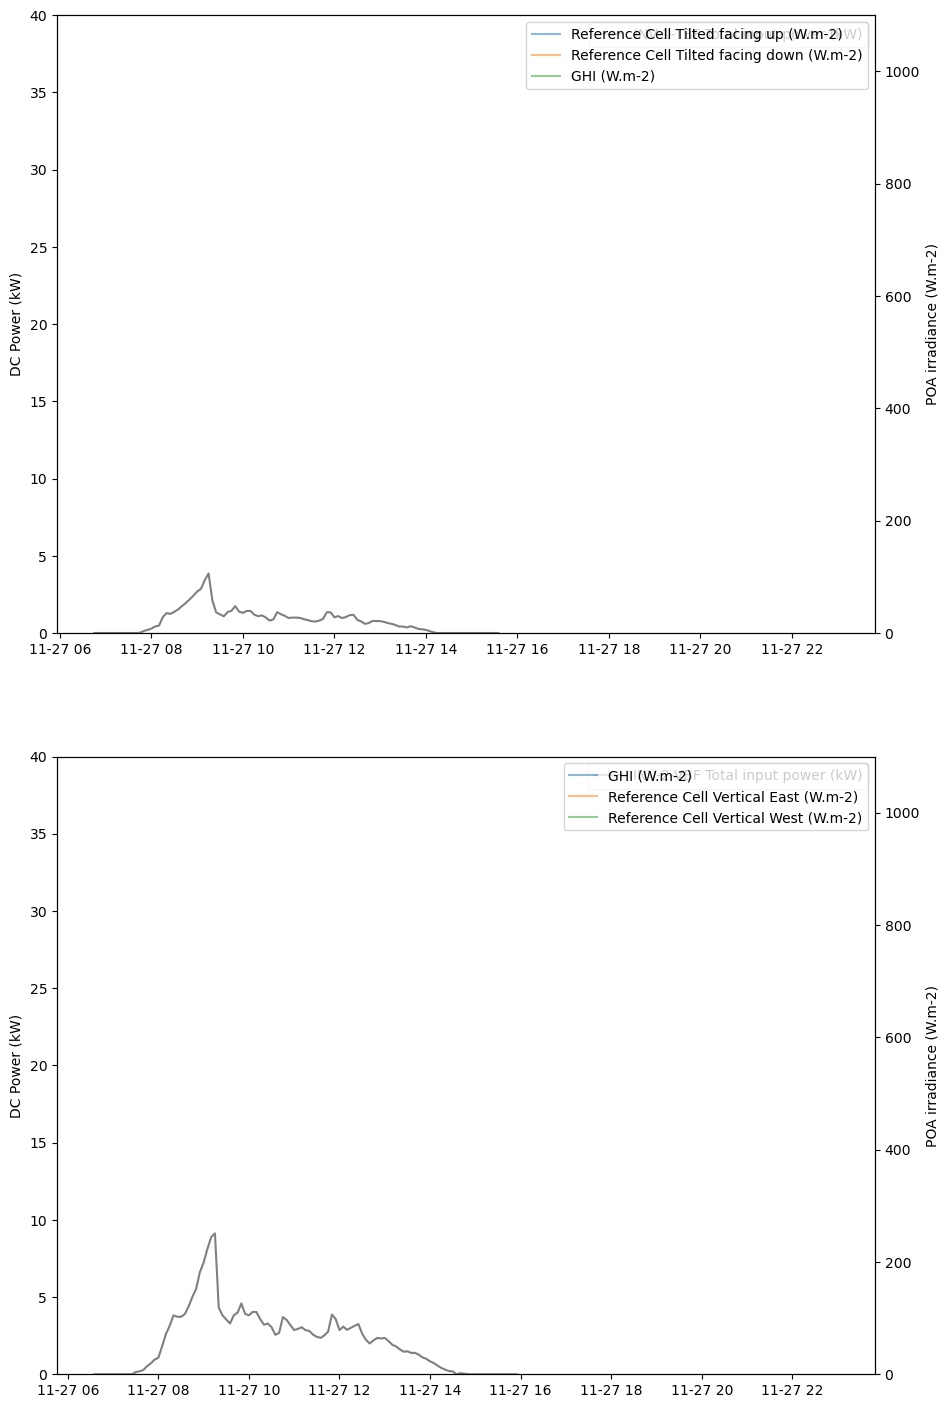 40
Reference Cell Tilted facing up (W.m-2)
Reference Cell Tilted facing down (W.m-2)
GHI (W.m-2)
1000
35
30
800
25
DC Power (kW)
600
POA irradiance (W.m-2)
20
15
400
10
200
5
0
0
11-27 06 11-27 08 11-27 10 11-27 12 11-27 14 11-27 16 11-27 18 11-27 20 11-27 22
40
GHI (W.m-2) Total input power (kW)
Reference Cell Vertical East (W.m-2)
Reference Cell Vertical West (W.m-2)
1000
35
30
800
25
DC Power (kW)
600
POA irradiance (W.m-2)
20
15
400
10
200
5
0
0
11-27 06 11-27 08 11-27 10 11-27 12 11-27 14 11-27 16 11-27 18 11-27 20 11-27 22